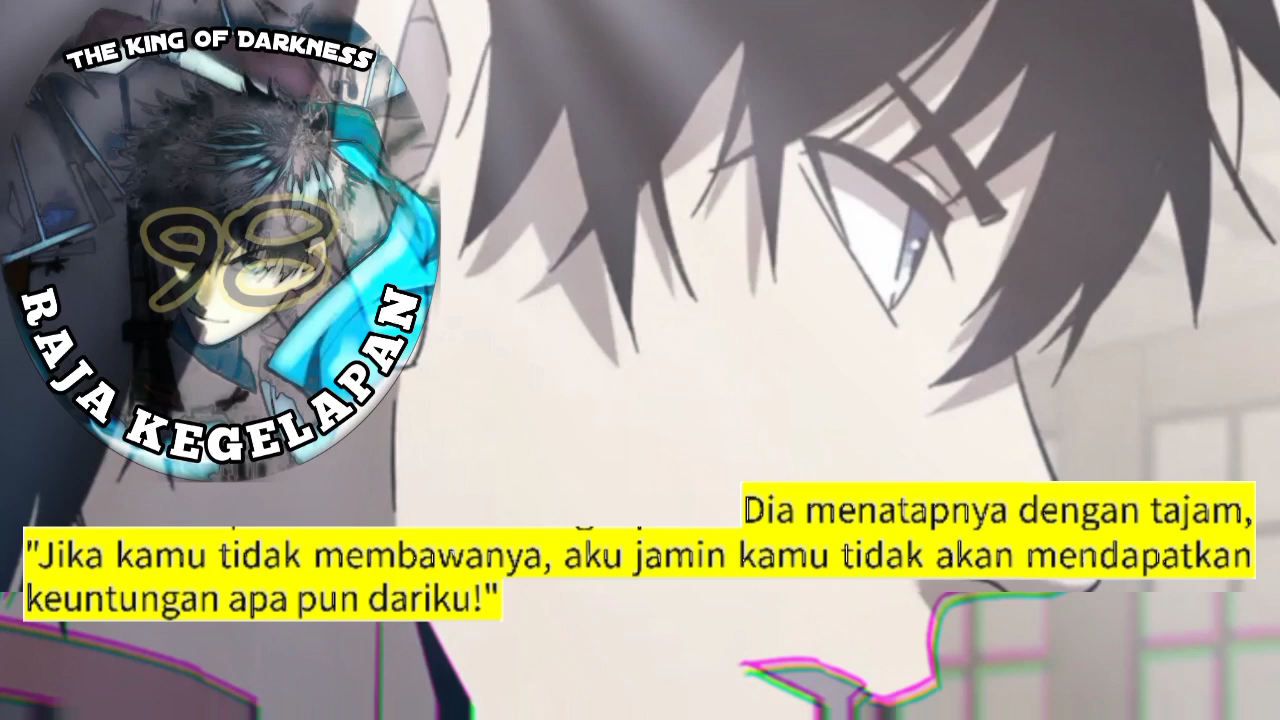 THE KING OF DARKNESS
98
RAJA KEGELAPAN
Dia menatapnya dengan tajam,
"Jika kamu tidak membawanya, aku jamin kamu tidak akan mendapatkan
keuntungan apa pun dariku!"